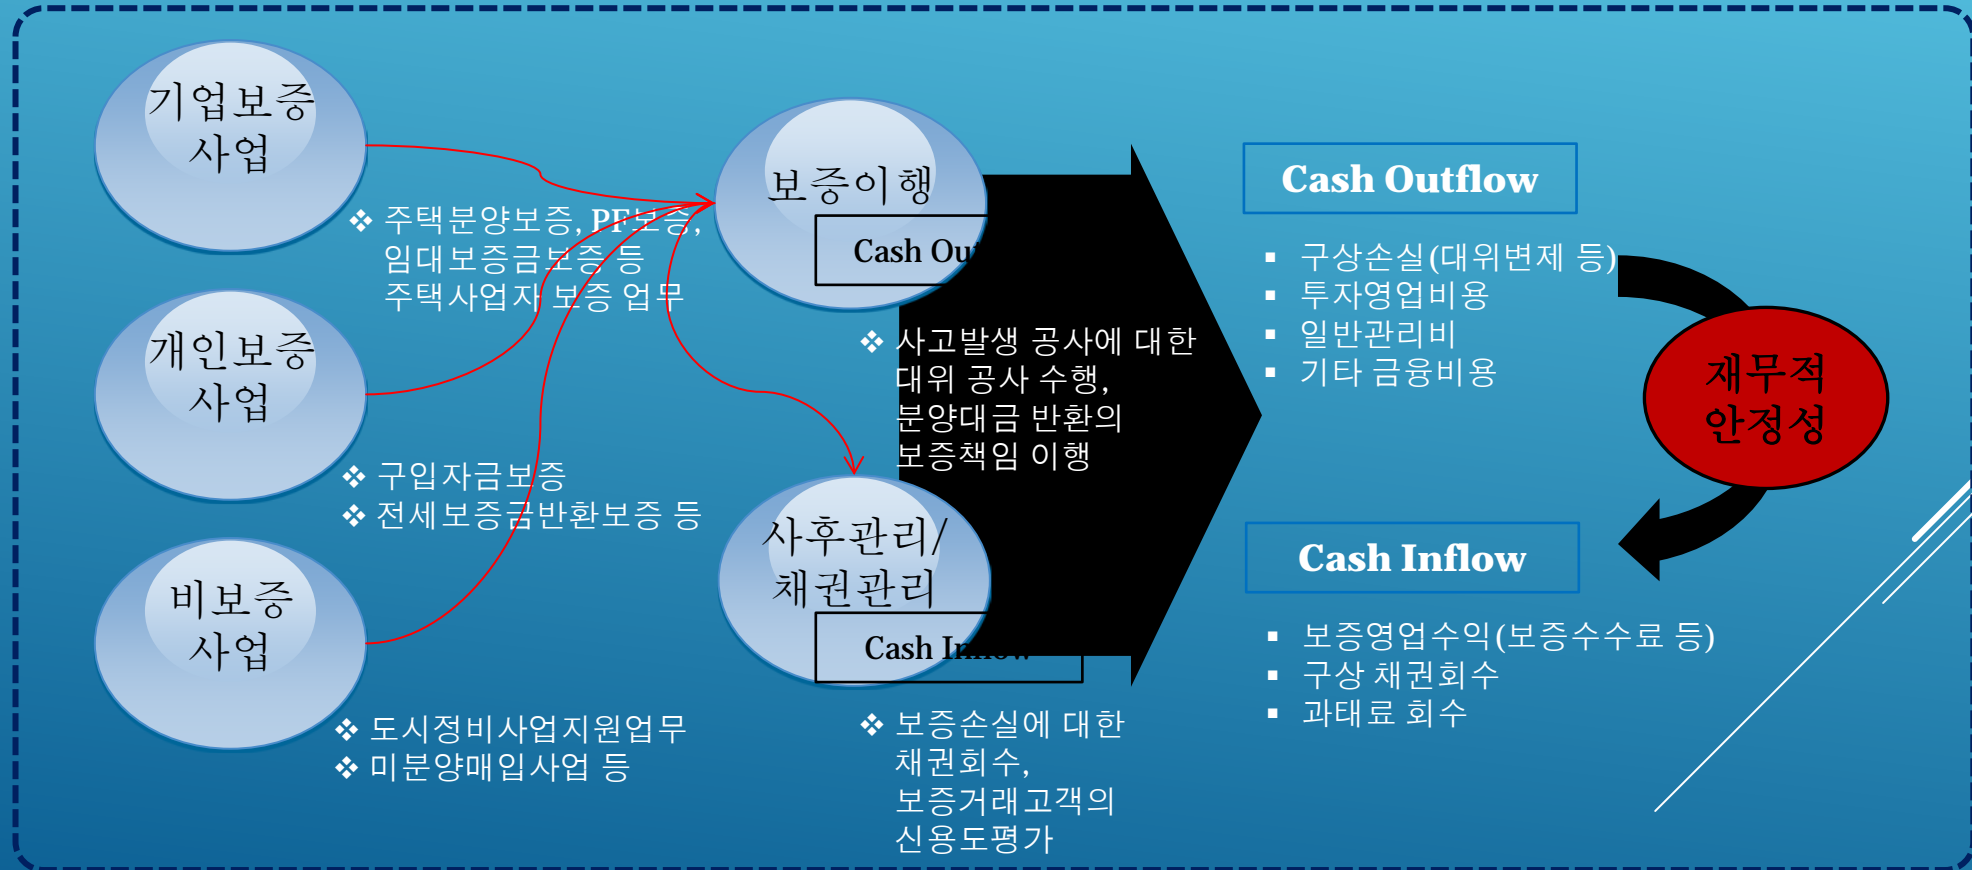 기업보증
사업
❖ 주택분양보증, PF보증,
임대보증금보증 등
주택사업자 보증 업무
개인보증
사업
❖ 구입자금보증
❖ 전세보증금반환보증 등
비보증
사업
❖ 도시정비사업지원업무
❖ 미분양매입사업 등
보증이행
Cash Out
❖ 사고발생 공사에 대한
대위 공사 수행,
분양대금 반환의
보증책임 이행
사후관리/
채권관리
Cash Inflow
❖ 보증손실에 대한
채권회수,
보증거래고객의
신용도평가
Cash Outflow
▪ 구상손실(대위변제 등)
▪ 투자영업비용
▪ 일반관리비
▪ 기타 금융비용
재무적
안정성
Cash Inflow
▪ 보증영업수익(보증수수료 등)
▪ 구상 채권회수
▪ 과태료 회수